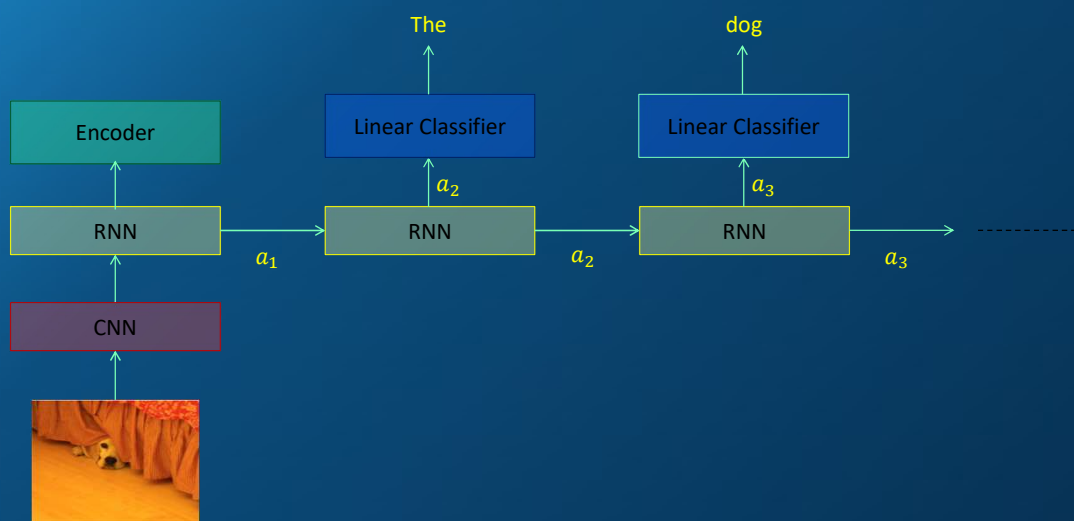 The
dog
Encoder
Linear Classifier
Linear Classifier
a₂
a₃
RNN
RNN
RNN
a₁
a₂
a₃
CNN